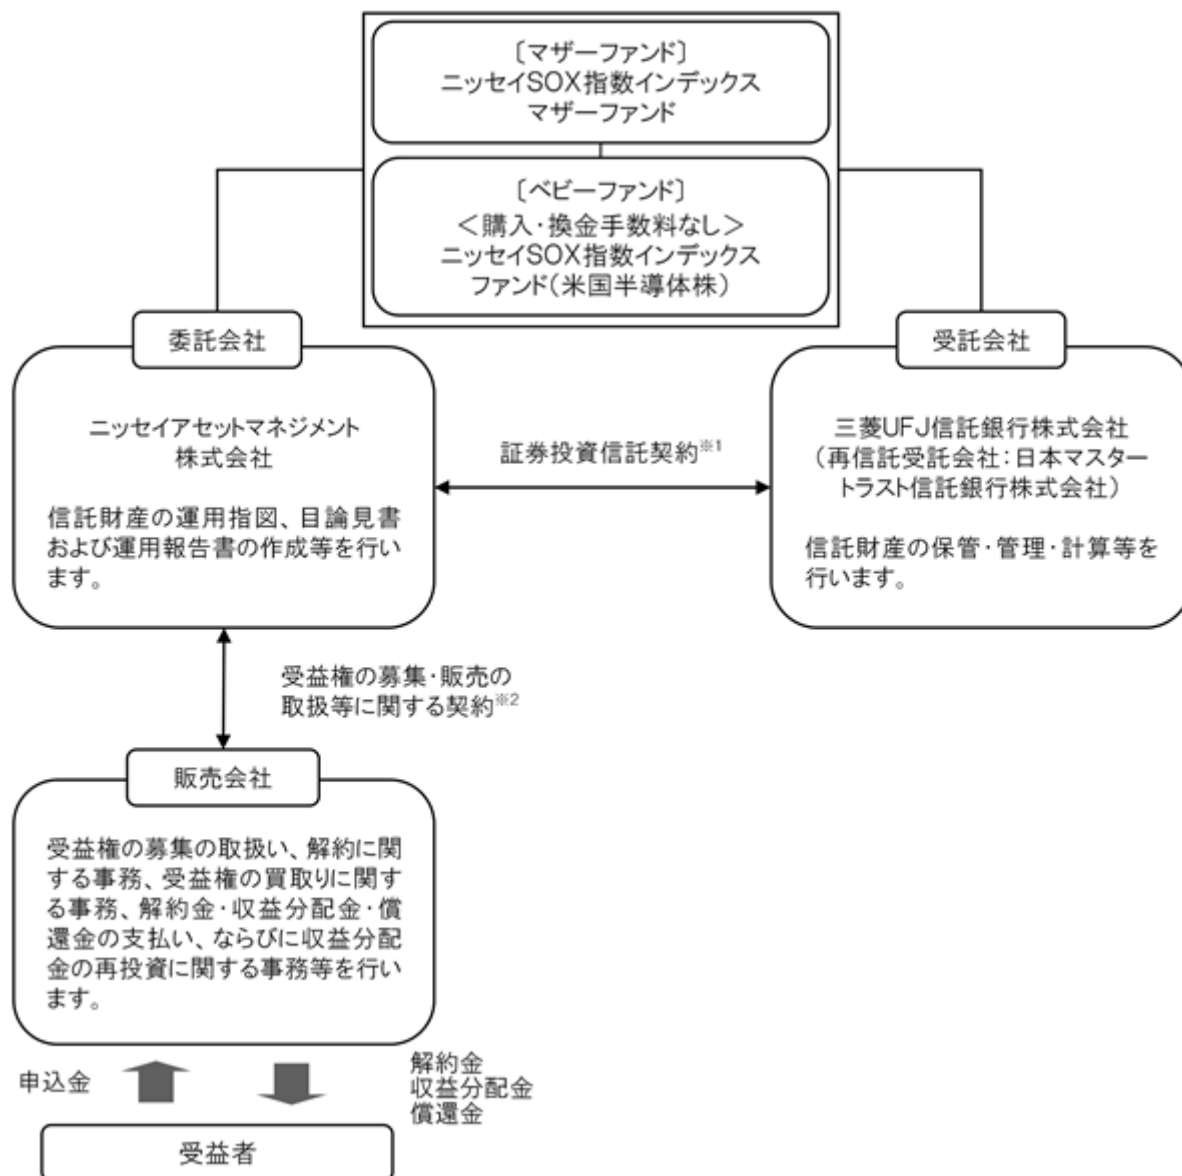 〔マザーファンド〕
ニッセイSOX指数インデックス
マザーファンド
〔ベビーファンド〕
＜購入・換金手数料なし＞
ニッセイSOX指数インデックス
ファンド（米国半導体株）
委託会社
ニッセイアセットマネジメント
株式会社
信託財産の運用指図、目論見書
および運用報告書の作成等を行い
ます。
証券投資信託契約※1
受託会社
三菱UFJ信託銀行株式会社
（再信託受託会社：日本マスター
トラスト信託銀行株式会社）
信託財産の保管・管理・計算等を
行います。
受益権の募集・販売の
取扱等に関する契約※2
販売会社
受益権の募集の取扱い、解約に関
する事務、受益権の買取りに関す
る事務、解約金・収益分配金・償
還金の支払い、ならびに収益分配
金の再投資に関する事務等を行い
ます。
申込金
解約金
収益分配金
償還金
受益者